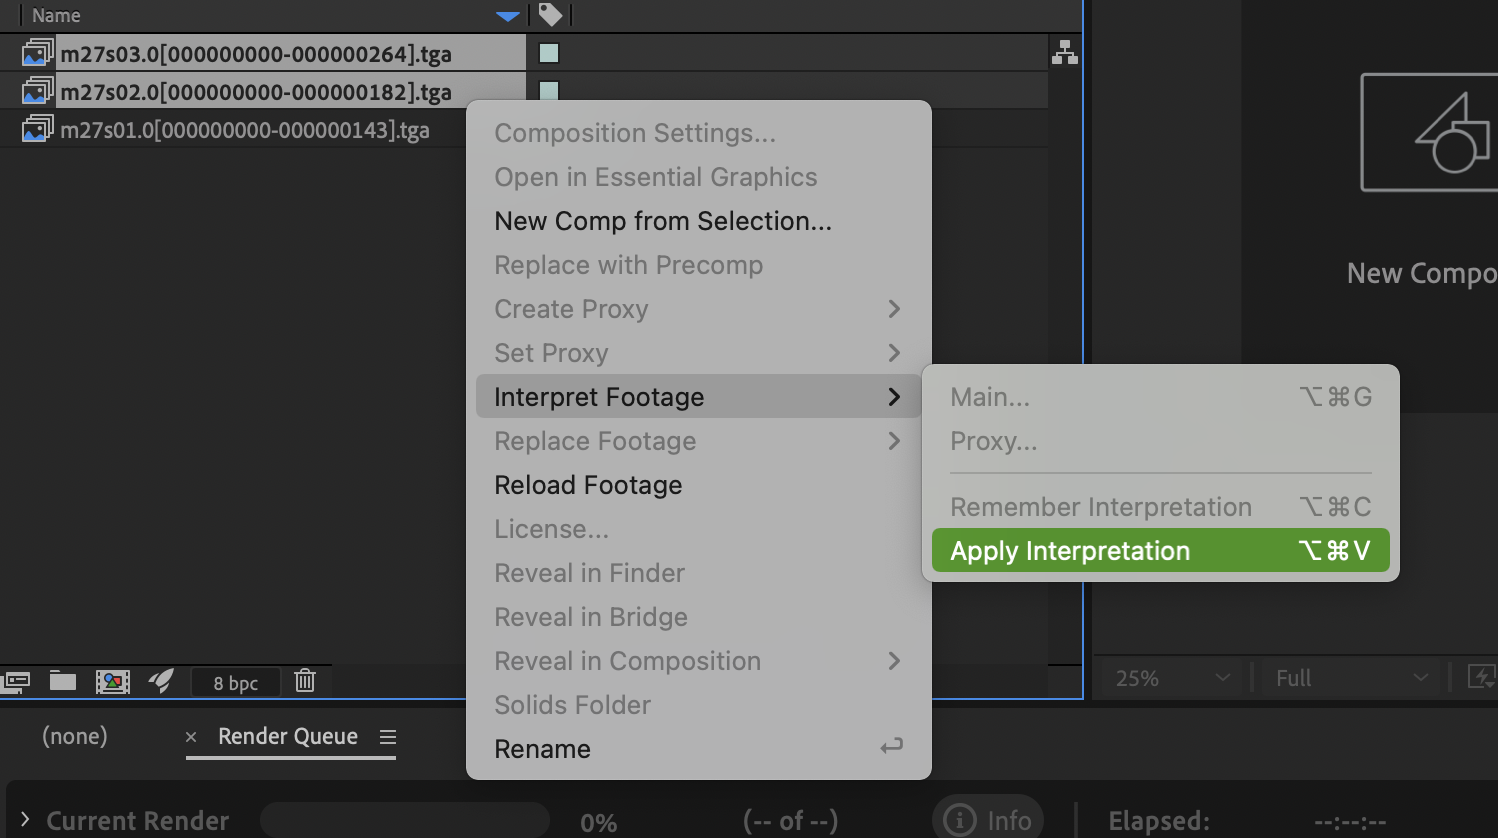 Name
m27s03.0[000000000-000000264].tga
m27s02.0[000000000-000000182].tga
m27s01.0[000000000-000000143].tga
Composition Settings...
Open in Essential Graphics
New Comp from Selection...
Replace with Precomp
Create Proxy
Set Proxy
Interpret Footage
Replace Footage
Reload Footage
License...
Reveal in Finder
Reveal in Bridge
Reveal in Composition
Solids Folder
Rename
Main... ⌥⌘G
Proxy...
Remember Interpretation ⌥⌘C
Apply Interpretation ⌥⌘V
New Compo
8 bpc
25% Full
(none) × Render Queue
Current Render 0% (-- of --) Info Elapsed: --:--:--